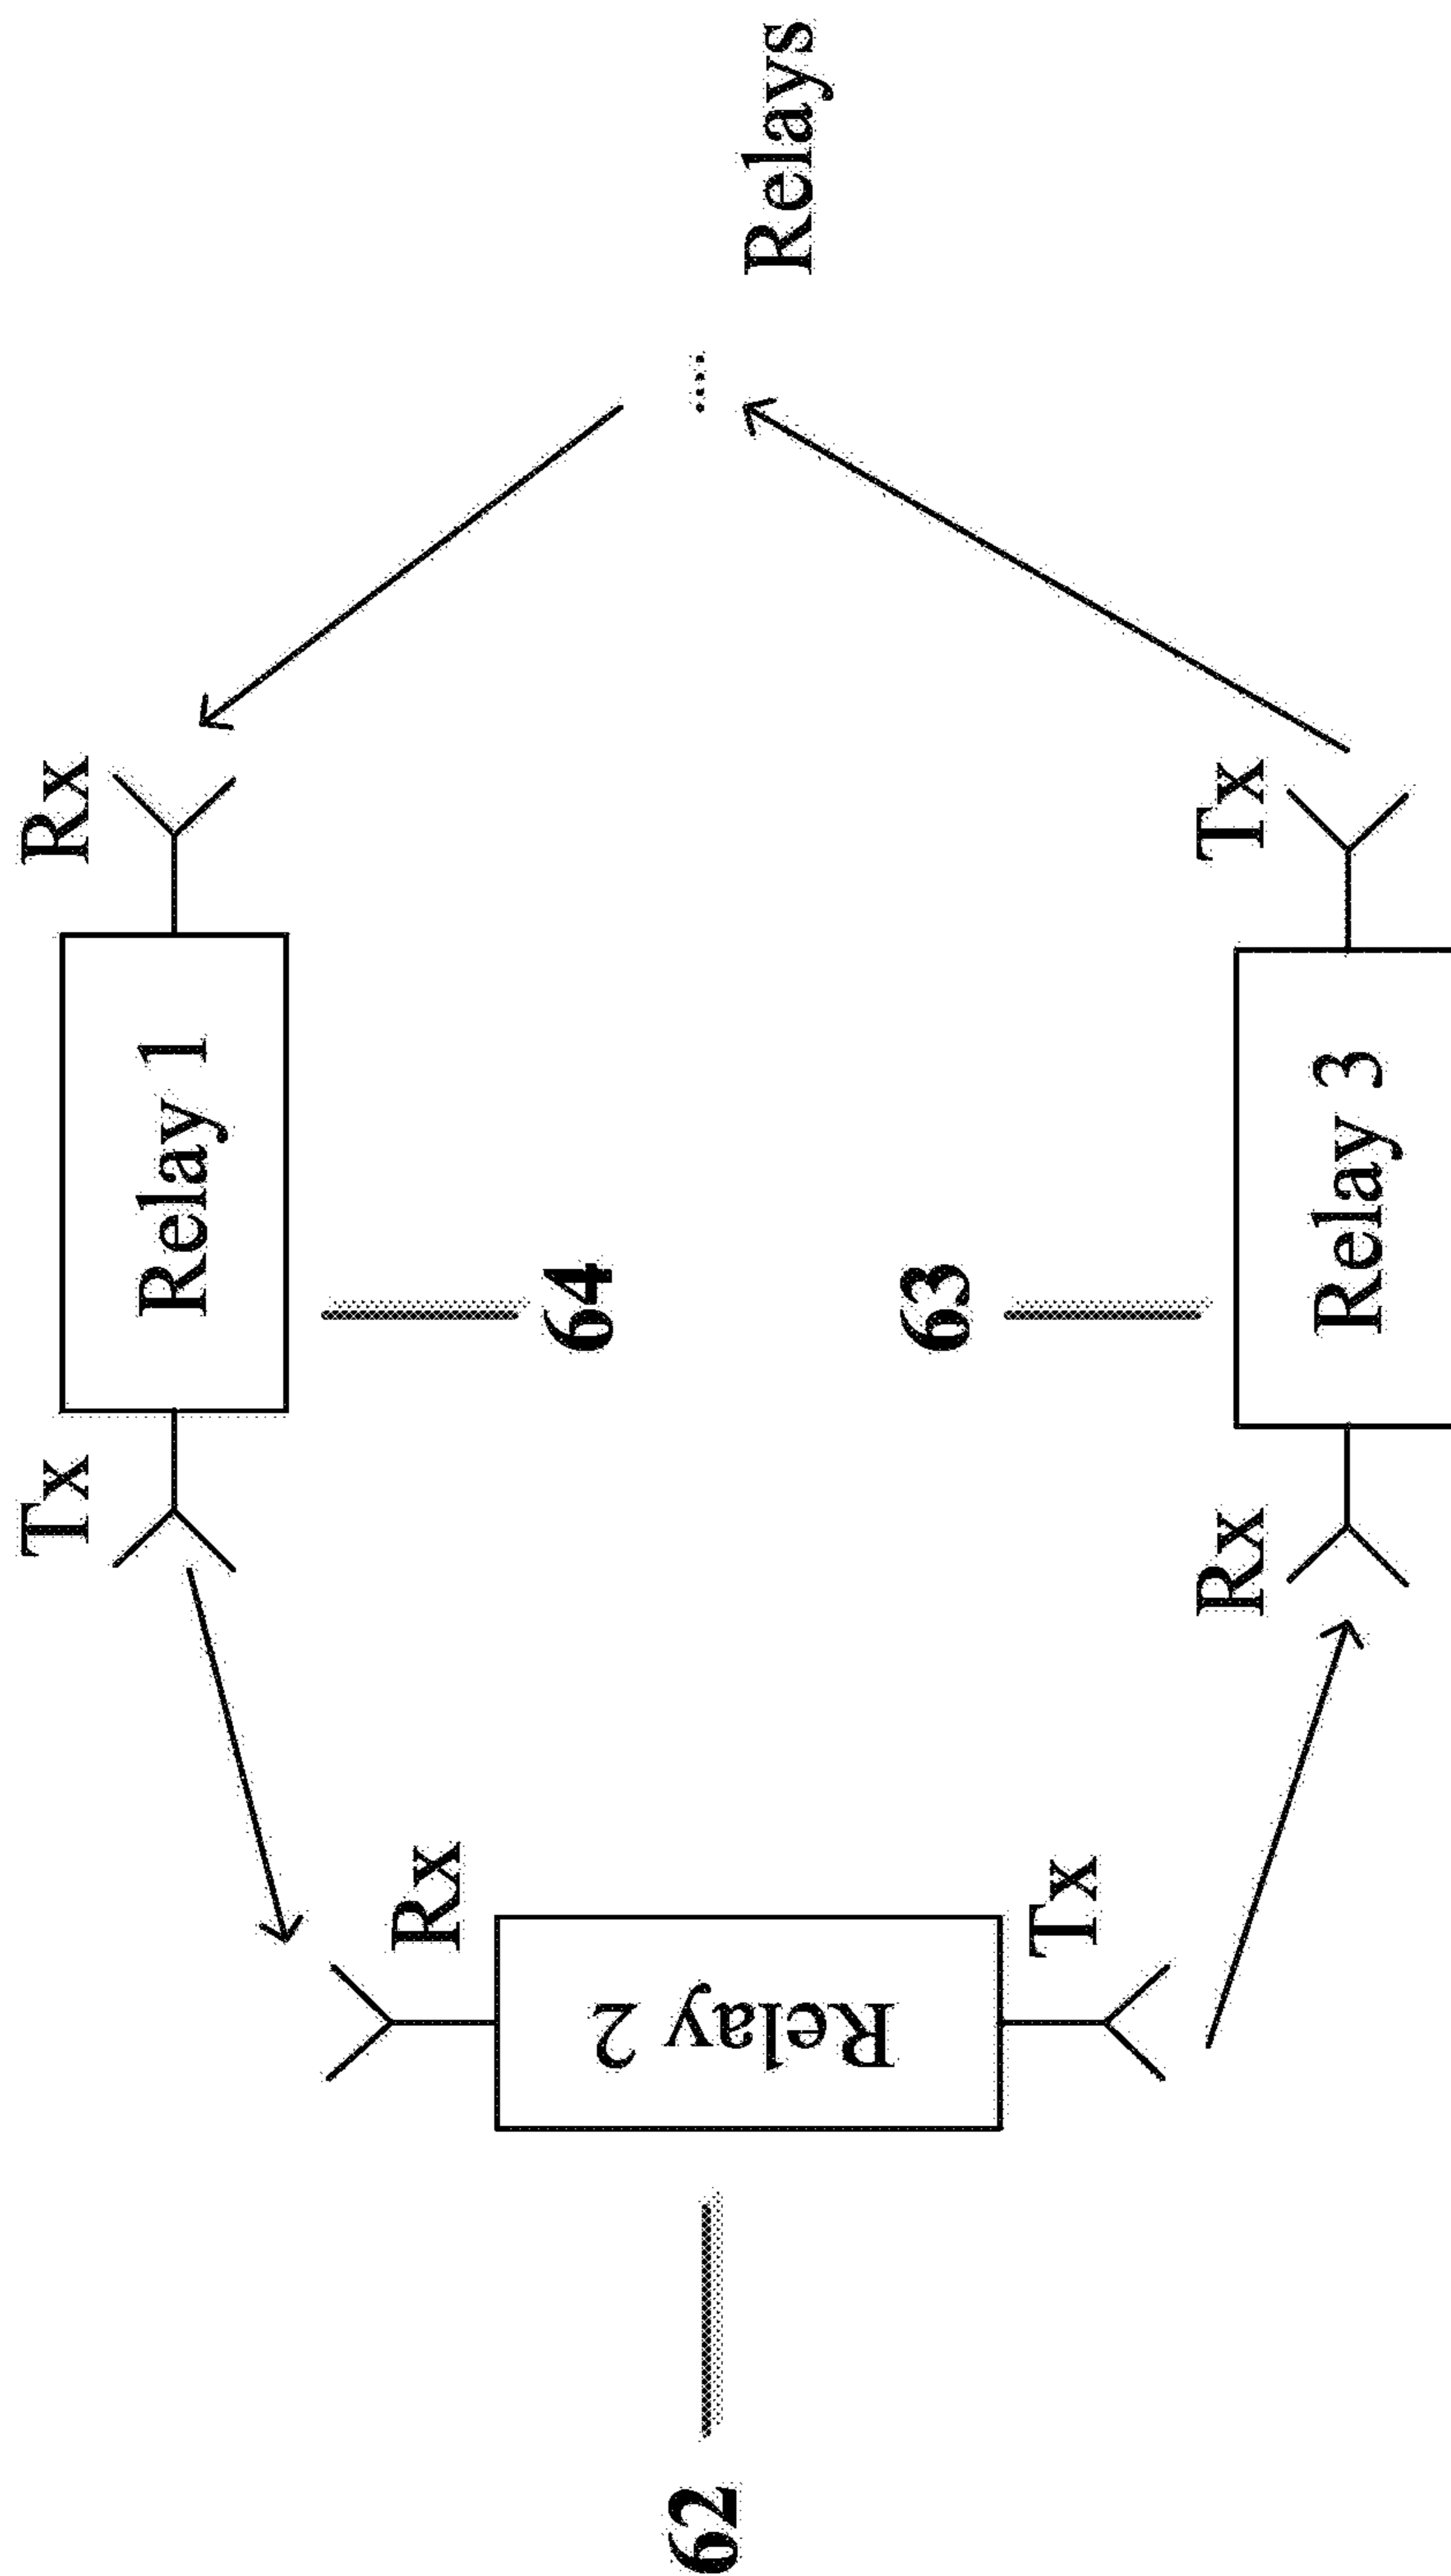 Tx
Rx
Relay 1
Rx
64
62
Relay 2
....
Relays
63
Tx
Rx
Tx
Relay 3